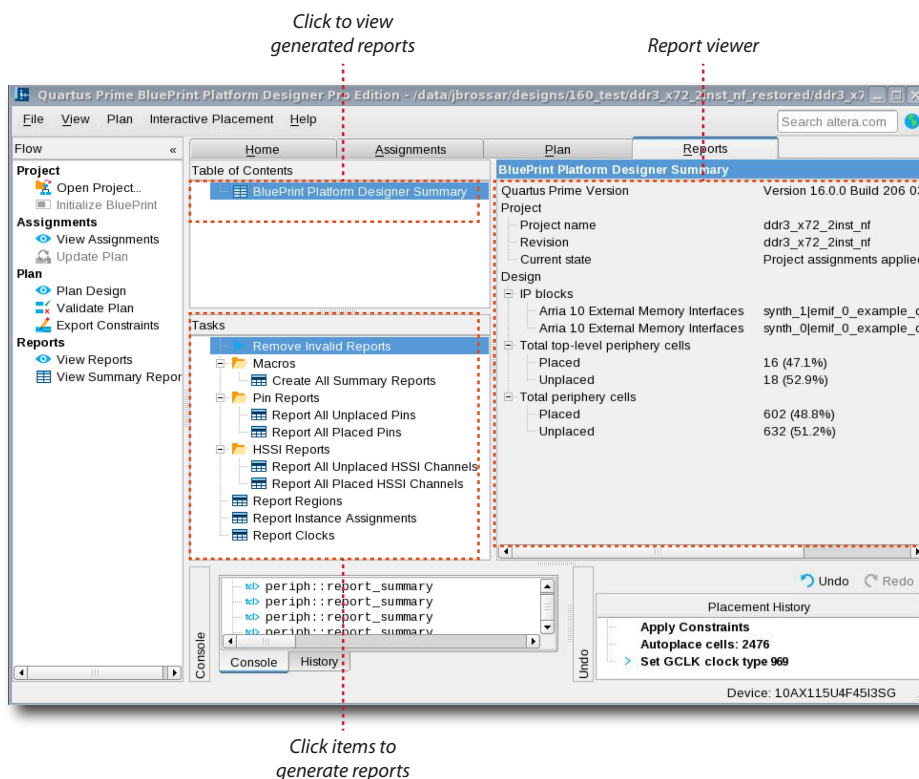 Click to view
generated reports
Report viewer
Quartus Prime BluePrint Platform Designer Pro Edition - /data/jbrossar/designs/160_test/ddr3_x72_2inst_nf_restored/ddr3_x7
File View Plan Interactive Placement Help
Search altera.com
Flow «
Home Assignments Plan Reports
Project
Open Project...
Initialize BluePrint
Assignments
View Assignments
Update Plan
Plan
Plan Design
Validate Plan
Export Constraints
Reports
View Reports
View Summary Repor
Table of Contents
BluePrint Platform Designer Summary
Tasks
Remove Invalid Reports
Macros
Create All Summary Reports
Pin Reports
Report All Unplaced Pins
Report All Placed Pins
HSSI Reports
Report All Unplaced HSSI Channels
Report All Placed HSSI Channels
Report Regions
Report Instance Assignments
Report Clocks
BluePrint Platform Designer Summary
Quartus Prime Version Version 16.0.0 Build 206 03
Project
Project name ddr3_x72_2inst_nf
Revision ddr3_x72_2inst_nf
Current state Project assignments applied
Design
IP blocks
Arria 10 External Memory Interfaces synth_1|emif_0_example_d
Arria 10 External Memory Interfaces synth_0|emif_0_example_d
Total top-level periphery cells
Placed 16 (47.1%)
Unplaced 18 (52.9%)
Total periphery cells
Placed 602 (48.8%)
Unplaced 632 (51.2%)
Console
tcl> periph::report_summary
tcl> periph::report_summary
tcl> periph::report_summary
tcl> periph::report_summary
Console History
Undo
Undo Redo
Placement History
Apply Constraints
Autoplace cells: 2476
> Set GCLK clock type 969
Device: 10AX115U4F45I3SG
Click items to
generate reports